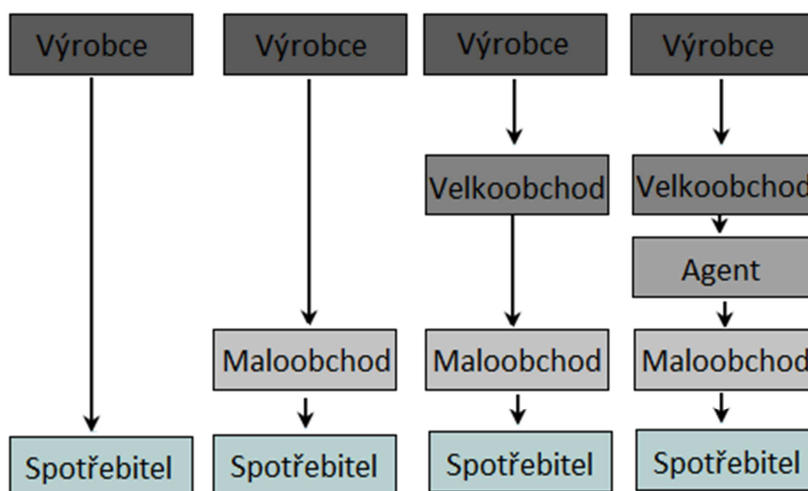 Výrobce
Výrobce
Výrobce
Výrobce
Velkoobchod
Velkoobchod
Agent
Maloobchod
Maloobchod
Maloobchod
Spotřebitel
Spotřebitel
Spotřebitel
Spotřebitel